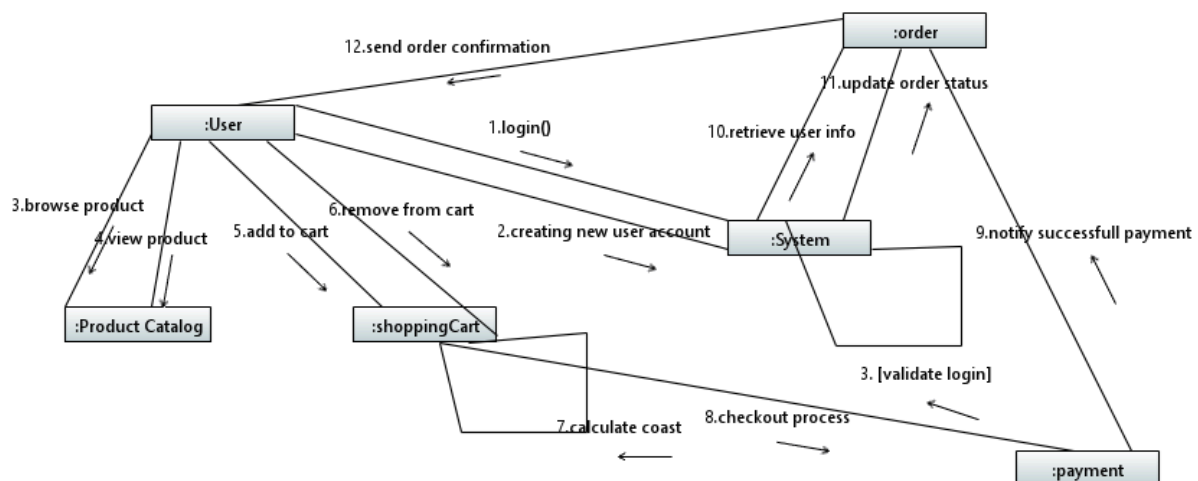 :order
12.send order confirmation
11.update order status
:User
1.login()
10.retrieve user info
3.browse product
6.remove from cart
4.view product
5.add to cart
2.creating new user account
:System
9.notify successfull payment
:Product Catalog
:shoppingCart
3. [validate login]
7.calculate coast
8.checkout process
:payment